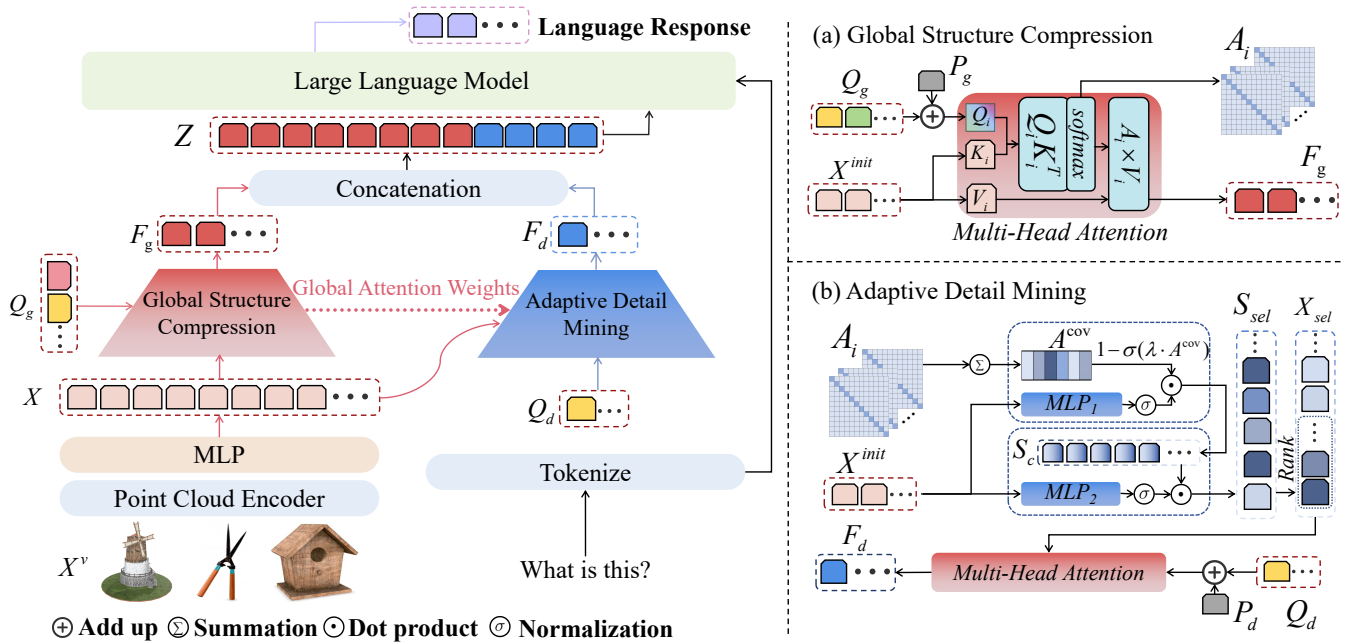 Language Response
Large Language Model
Z
Concatenation
F_g
F_d
Q_g
Global Structure
Compression
Global Attention Weights
Adaptive Detail
Mining
X
Q_d
MLP
Tokenize
Point Cloud Encoder
X^v
What is this?
Add up
Σ Summation
Dot product
σ Normalization
(a) Global Structure Compression
P_g
A_i
Q_g
Q_i
K_i
V_i
Q_i K_i^T
softmax
A_i × V_i
X^init
F_g
Multi-Head Attention
(b) Adaptive Detail Mining
S_sel
X_sel
A_i
A^cov
1−σ(λ·A^cov)
Σ
MLP_1
σ
S_c
X^init
MLP_2
σ
Rank
F_d
Multi-Head Attention
P_d
Q_d